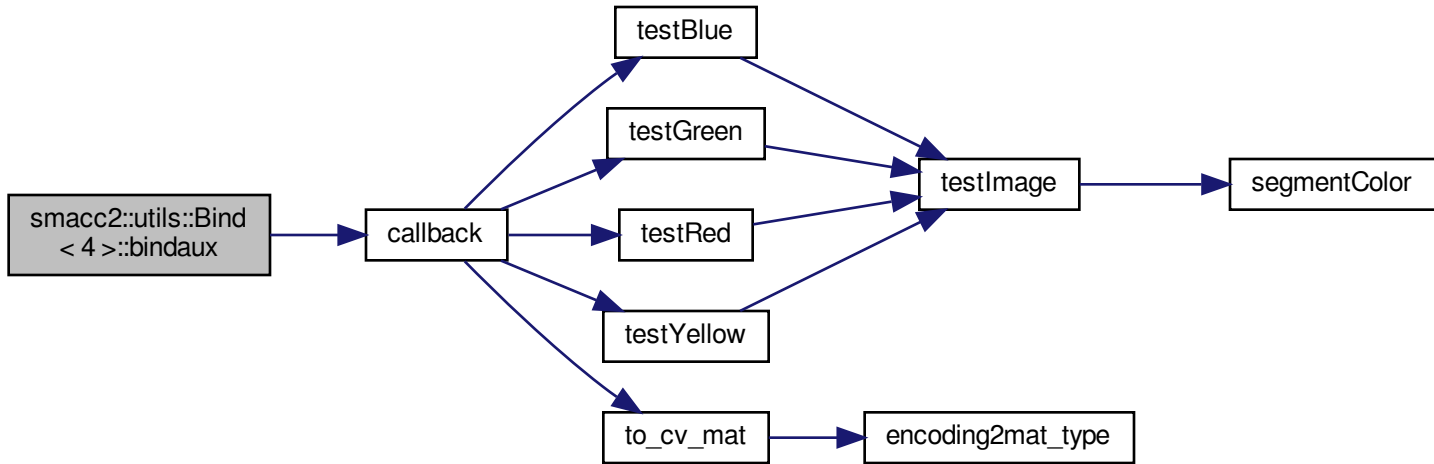 smacc2::utils::Bind
< 4 >::bindaux
callback
testBlue
testGreen
testRed
testYellow
to_cv_mat
testImage
encoding2mat_type
segmentColor